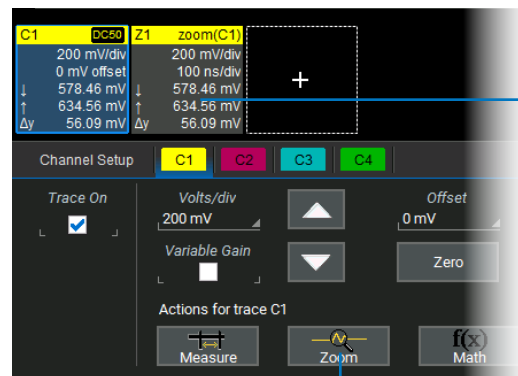 C1 DC50 Z1 zoom(C1)
200 mV/div 200 mV/div
0 mV offset 100 ns/div
↓ 578.46 mV ↓ 578.46 mV
↑ 634.56 mV ↑ 634.56 mV
Δy 56.09 mV Δy 56.09 mV
+
Channel Setup C1 C2 C3 C4
Trace On Volts/div Offset
200 mV 0 mV
Variable Gain Zero
Actions for trace C1
f(x)
Measure Zoom Math